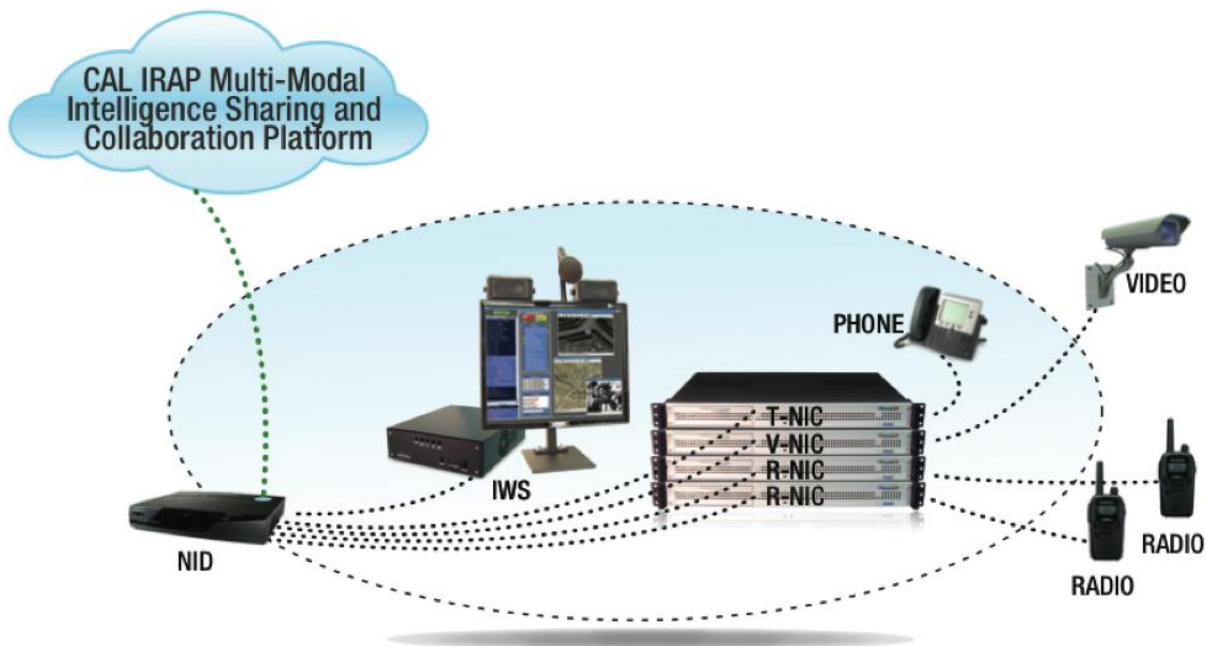 CAL IRAP Multi-Modal
Intelligence Sharing and
Collaboration Platform
VIDEO
PHONE
T-NIC
V-NIC
R-NIC
R-NIC
IWS
NID
RADIO
RADIO